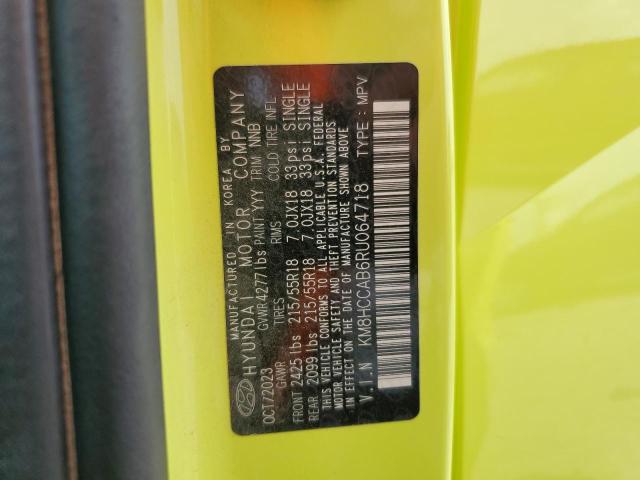 MANUFACTURED IN KOREA BY
HYUNDAI MOTOR COMPANY
GVWR 4277lbs PAINT YYY TRIM NNB
OCT/2023
GAWR TIRES RIMS COLD TIRE INFL
FRONT 2425 lbs 215/55R18 7.0JX18 33psi SINGLE
REAR 2099 lbs 215/55R18 7.0JX18 33psi SINGLE
THIS VEHICLE CONFORMS TO ALL APPLICABLE U.S.A. FEDERAL
MOTOR VEHICLE SAFETY AND THEFT PREVENTION STANDARDS
IN EFFECT ON THE DATE OF MANUFACTURE SHOWN ABOVE.
V.I.N KM8HCCAB6RU064718 TYPE : MPV